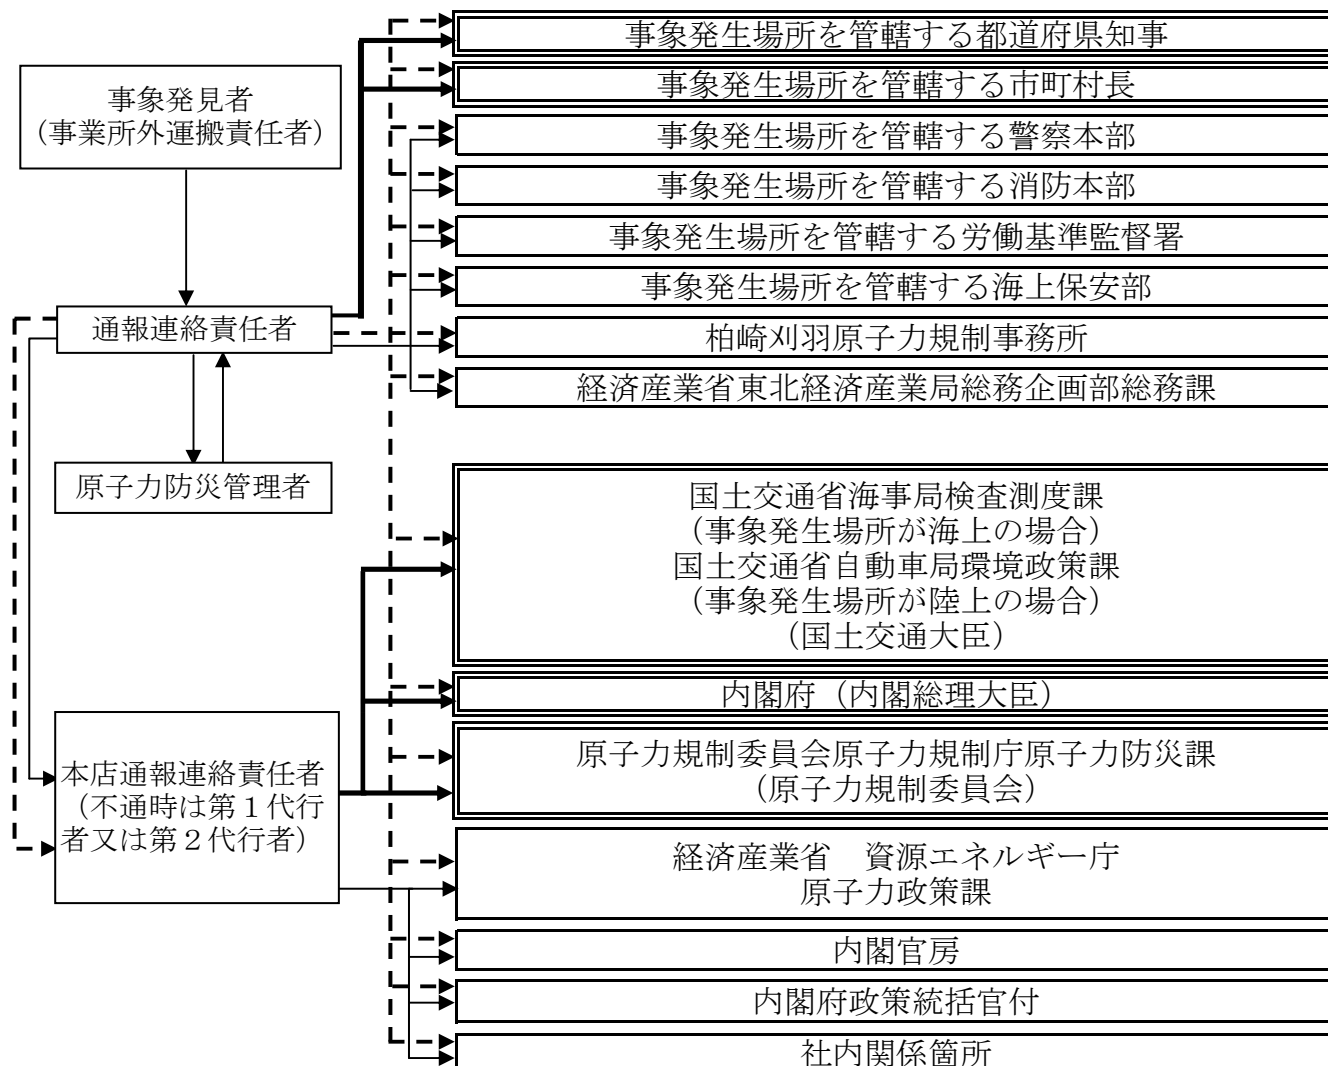 事象発生場所を管轄する都道府県知事
事象発生場所を管轄する市町村長
事象発見者
（事業所外運搬責任者）
事象発生場所を管轄する警察本部
事象発生場所を管轄する消防本部
事象発生場所を管轄する労働基準監督署
事象発生場所を管轄する海上保安部
通報連絡責任者
柏崎刈羽原子力規制事務所
経済産業省東北経済産業局総務企画部総務課
原子力防災管理者
国土交通省海事局検査測度課
（事象発生場所が海上の場合）
国土交通省自動車局環境政策課
（事象発生場所が陸上の場合）
（国土交通大臣）
内閣府（内閣総理大臣）
本店通報連絡責任者
（不通時は第１代行
者又は第２代行者）
原子力規制委員会原子力規制庁原子力防災課
（原子力規制委員会）
経済産業省　資源エネルギー庁
原子力政策課
内閣官房
内閣府政策統括官付
社内関係箇所